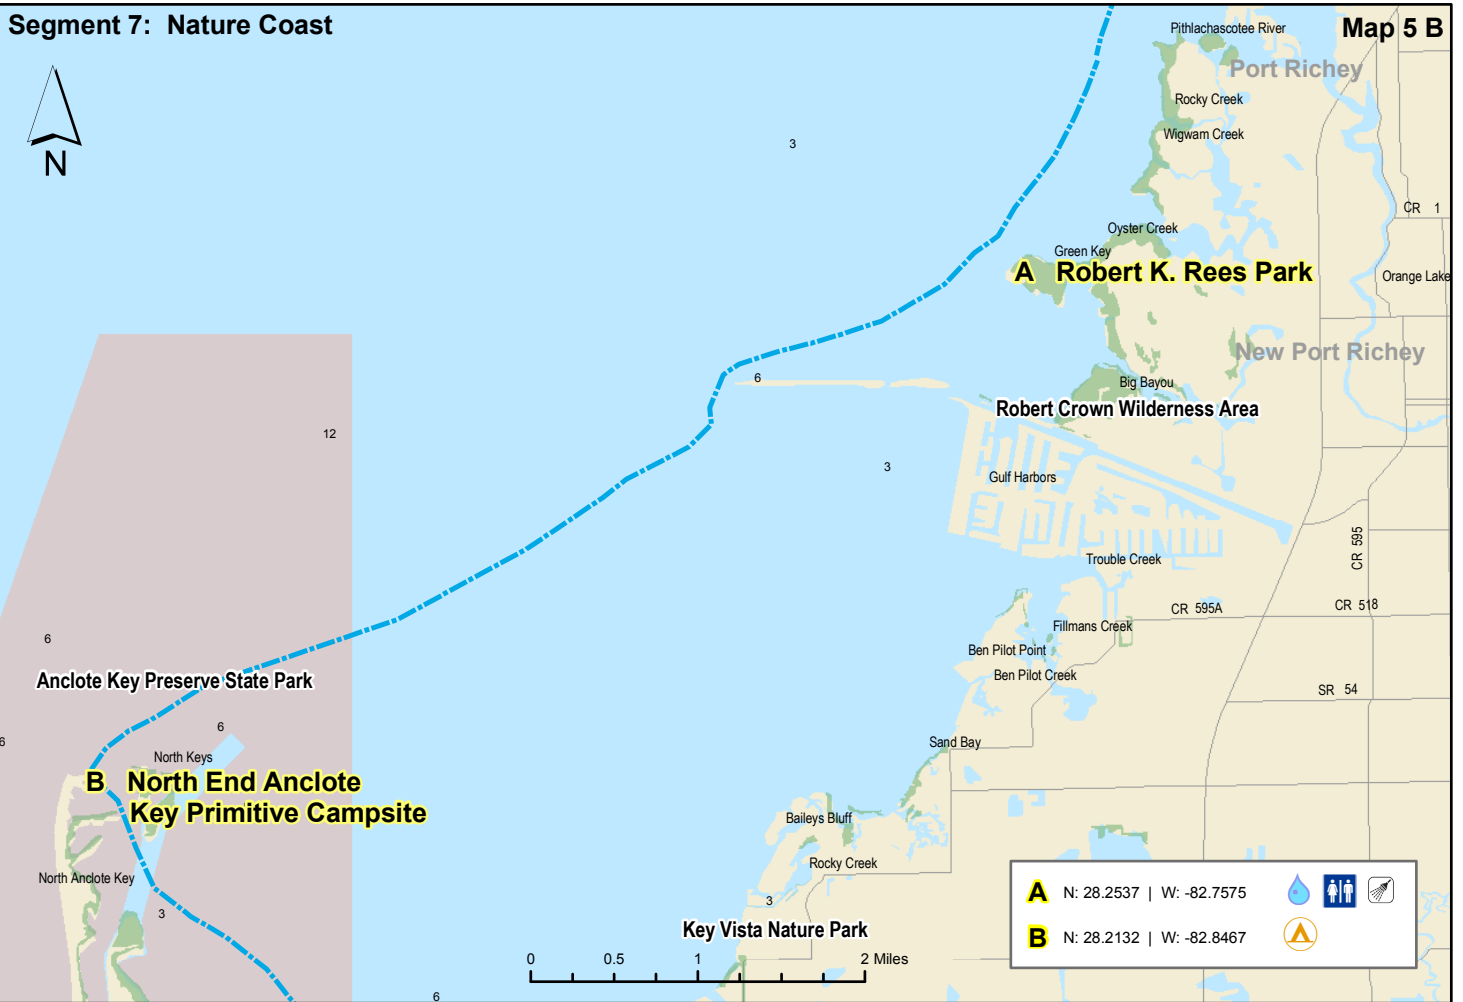 Segment 7:  Nature Coast
Map 5 B
Pithlachascotee River
Port Richey
Rocky Creek
Wigwam Creek
3
CR 1
Oyster Creek
Green Key
A Robert K. Rees Park
Orange Lake
New Port Richey
6
Big Bayou
Robert Crown Wilderness Area
12
3
Gulf Harbors
CR 595
Trouble Creek
CR 595A
CR 518
Fillmans Creek
6
Ben Pilot Point
Ben Pilot Creek
Anclote Key Preserve State Park
SR 54
6
6
Sand Bay
North Keys
B North End Anclote
Key Primitive Campsite
Baileys Bluff
Rocky Creek
North Anclote Key
3
3
Key Vista Nature Park
6
0 0.5 1 2 Miles
A N: 28.2537 | W: -82.7575
B N: 28.2132 | W: -82.8467
N